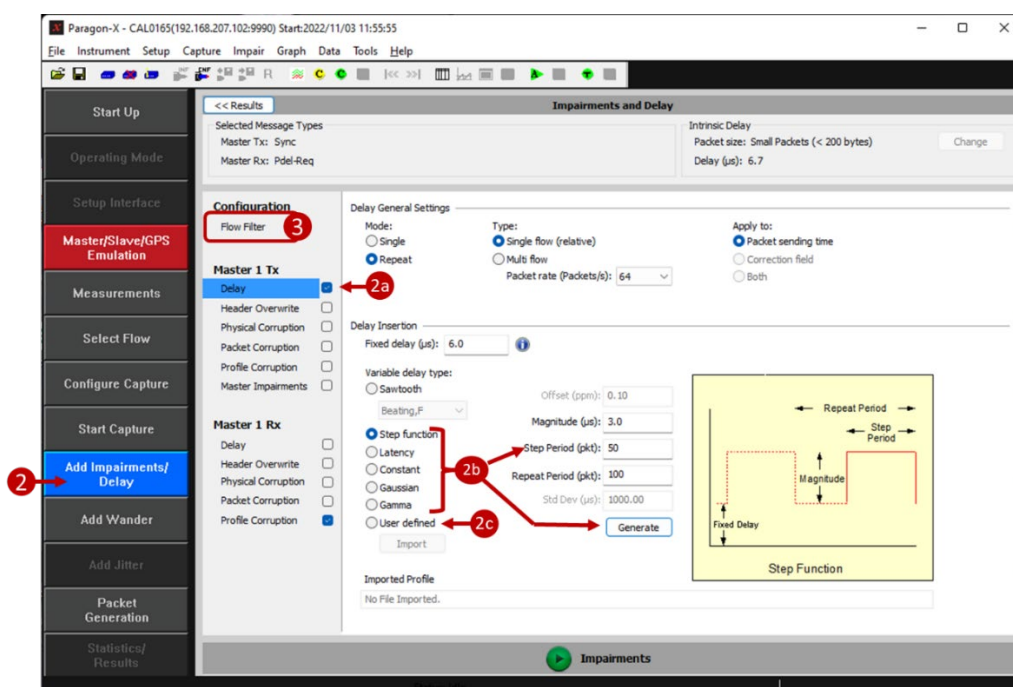 Paragon-X - CAL0165(192.168.207.102:9990) Start:2022/11/03 11:55:55
File Instrument Setup Capture Impair Graph Data Tools Help
Start Up
Operating Mode
Setup Interface
Master/Slave/GPS
Emulation
Measurements
Select Flow
Configure Capture
Start Capture
2
Add Impairments/
Delay
Add Wander
Add Jitter
Packet
Generation
Statistics/
Results
<< Results
Impairments and Delay
Selected Message Types
Master Tx: Sync
Master Rx: Pdel-Req
Intrinsic Delay
Packet size: Small Packets (< 200 bytes)
Change
Delay (µs): 6.7
Configuration
Flow Filter
3
Master 1 Tx
Delay
2a
Header Overwrite
Physical Corruption
Packet Corruption
Profile Corruption
Master Impairments
Master 1 Rx
Delay
Header Overwrite
Physical Corruption
Packet Corruption
Profile Corruption
Delay General Settings
Mode:
Single
Repeat
Type:
Single flow (relative)
Multi flow
Packet rate (Packets/s): 64
Apply to:
Packet sending time
Correction field
Both
Delay Insertion
Fixed delay (µs): 6.0
Variable delay type:
Sawtooth
Beating,F
Step function
Latency
Constant
Gaussian
Gamma
User defined
2b
2c
Import
Offset (ppm): 0.10
Magnitude (µs): 3.0
Step Period (pkt): 50
Repeat Period (pkt): 100
Std Dev (µs): 1000.00
Generate
Repeat Period
Step
Period
Magnitude
Fixed Delay
Step Function
Imported Profile
No File Imported.
Impairments